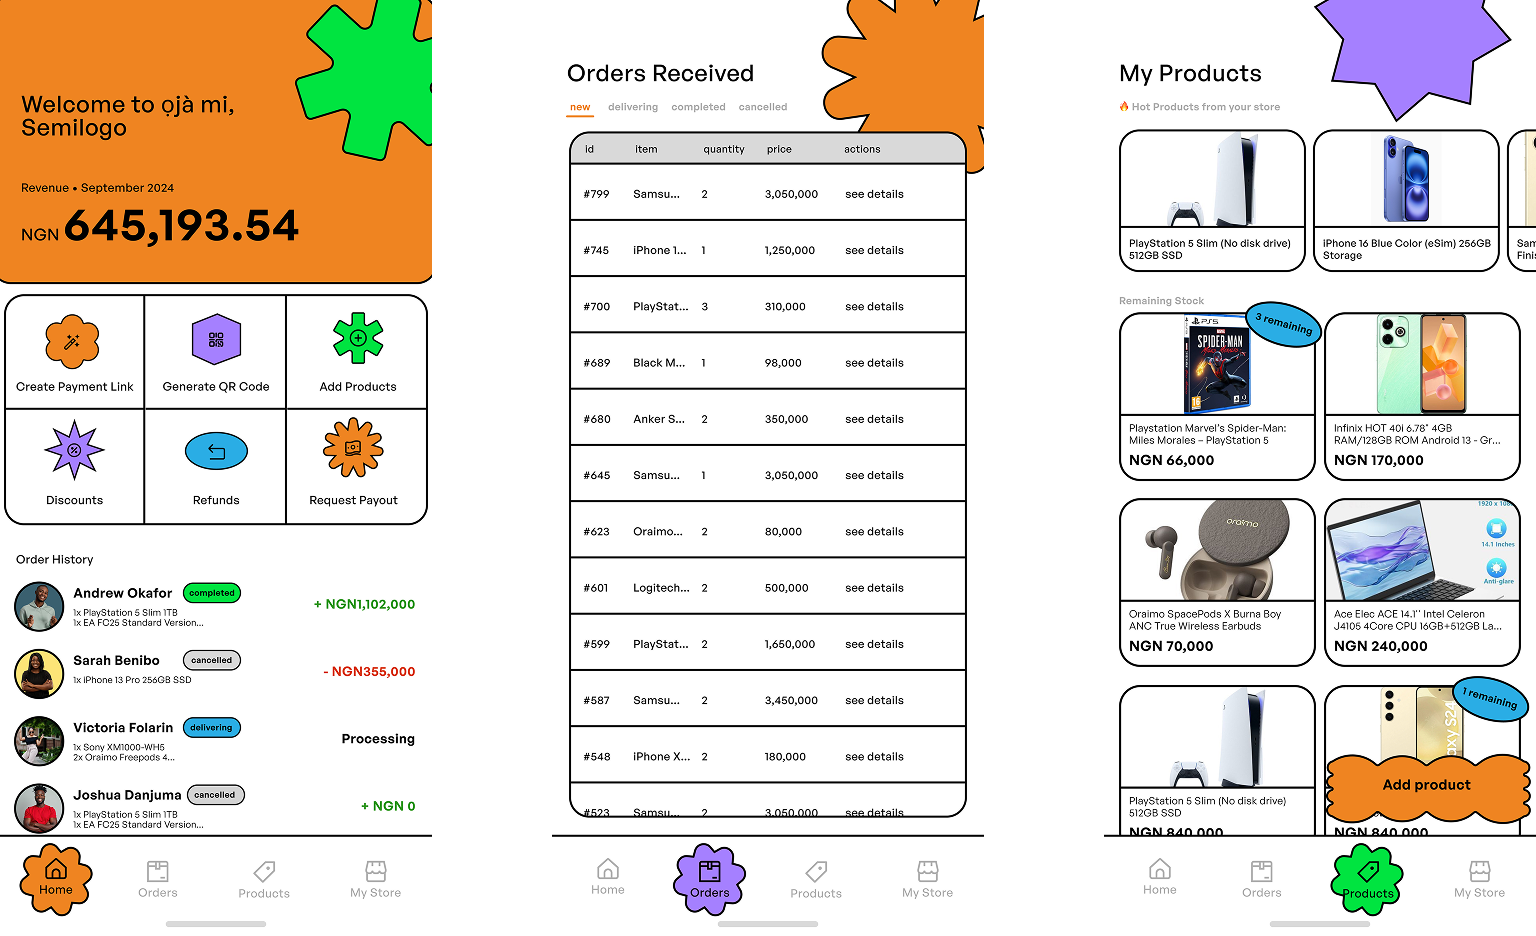 Welcome to ọjà mi,
Semilogo
Revenue • September 2024
NGN 645,193.54
Create Payment Link
Generate QR Code
Add Products
Discounts
Refunds
Request Payout
Order History
Andrew Okafor completed
1x PlayStation 5 Slim 1TB
1x EA FC25 Standard Version...
+ NGN1,102,000
Sarah Benibo cancelled
1x iPhone 13 Pro 256GB SSD
- NGN355,000
Victoria Folarin delivering
1x Sony XM1000-WH5
2x Oraimo Freepods 4...
Processing
Joshua Danjuma cancelled
1x PlayStation 5 Slim 1TB
1x EA FC25 Standard Version...
+ NGN 0
Home Orders Products My Store
Orders Received
new delivering completed cancelled
id item quantity price actions
#799 Samsu... 2 3,050,000 see details
#745 iPhone 1... 1 1,250,000 see details
#700 PlayStat... 3 310,000 see details
#689 Black M... 1 98,000 see details
#680 Anker S... 2 350,000 see details
#645 Samsu... 1 3,050,000 see details
#623 Oraimo... 2 80,000 see details
#601 Logitech... 2 500,000 see details
#599 PlayStat... 2 1,650,000 see details
#587 Samsu... 2 3,450,000 see details
#548 iPhone X... 2 180,000 see details
#523 Samsu... 2 3,050,000 see details
Home Orders Products My Store
My Products
🔥 Hot Products from your store
PlayStation 5 Slim (No disk drive)
512GB SSD
iPhone 16 Blue Color (eSim) 256GB
Storage
Sam
Finis
Remaining Stock
3 remaining
PS5
MARVEL
SPIDER-MAN
Miles Morales
Playstation Marvel's Spider-Man:
Miles Morales – PlayStation 5
NGN 66,000
Infinix HOT 40i 6.78" 4GB
RAM/128GB ROM Android 13 - Gr...
NGN 170,000
oraimo
Oraimo SpacePods X Burna Boy
ANC True Wireless Earbuds
NGN 70,000
1920 x 108
14.1 Inches
Anti-glare
Ace Elec ACE 14.1'' Intel Celeron
J4105 4Core CPU 16GB+512GB La...
NGN 240,000
PlayStation 5 Slim (No disk drive)
512GB SSD
NGN 840,000
1 remaining
axy S24
Add product
NGN 840,000
Home Orders Products My Store